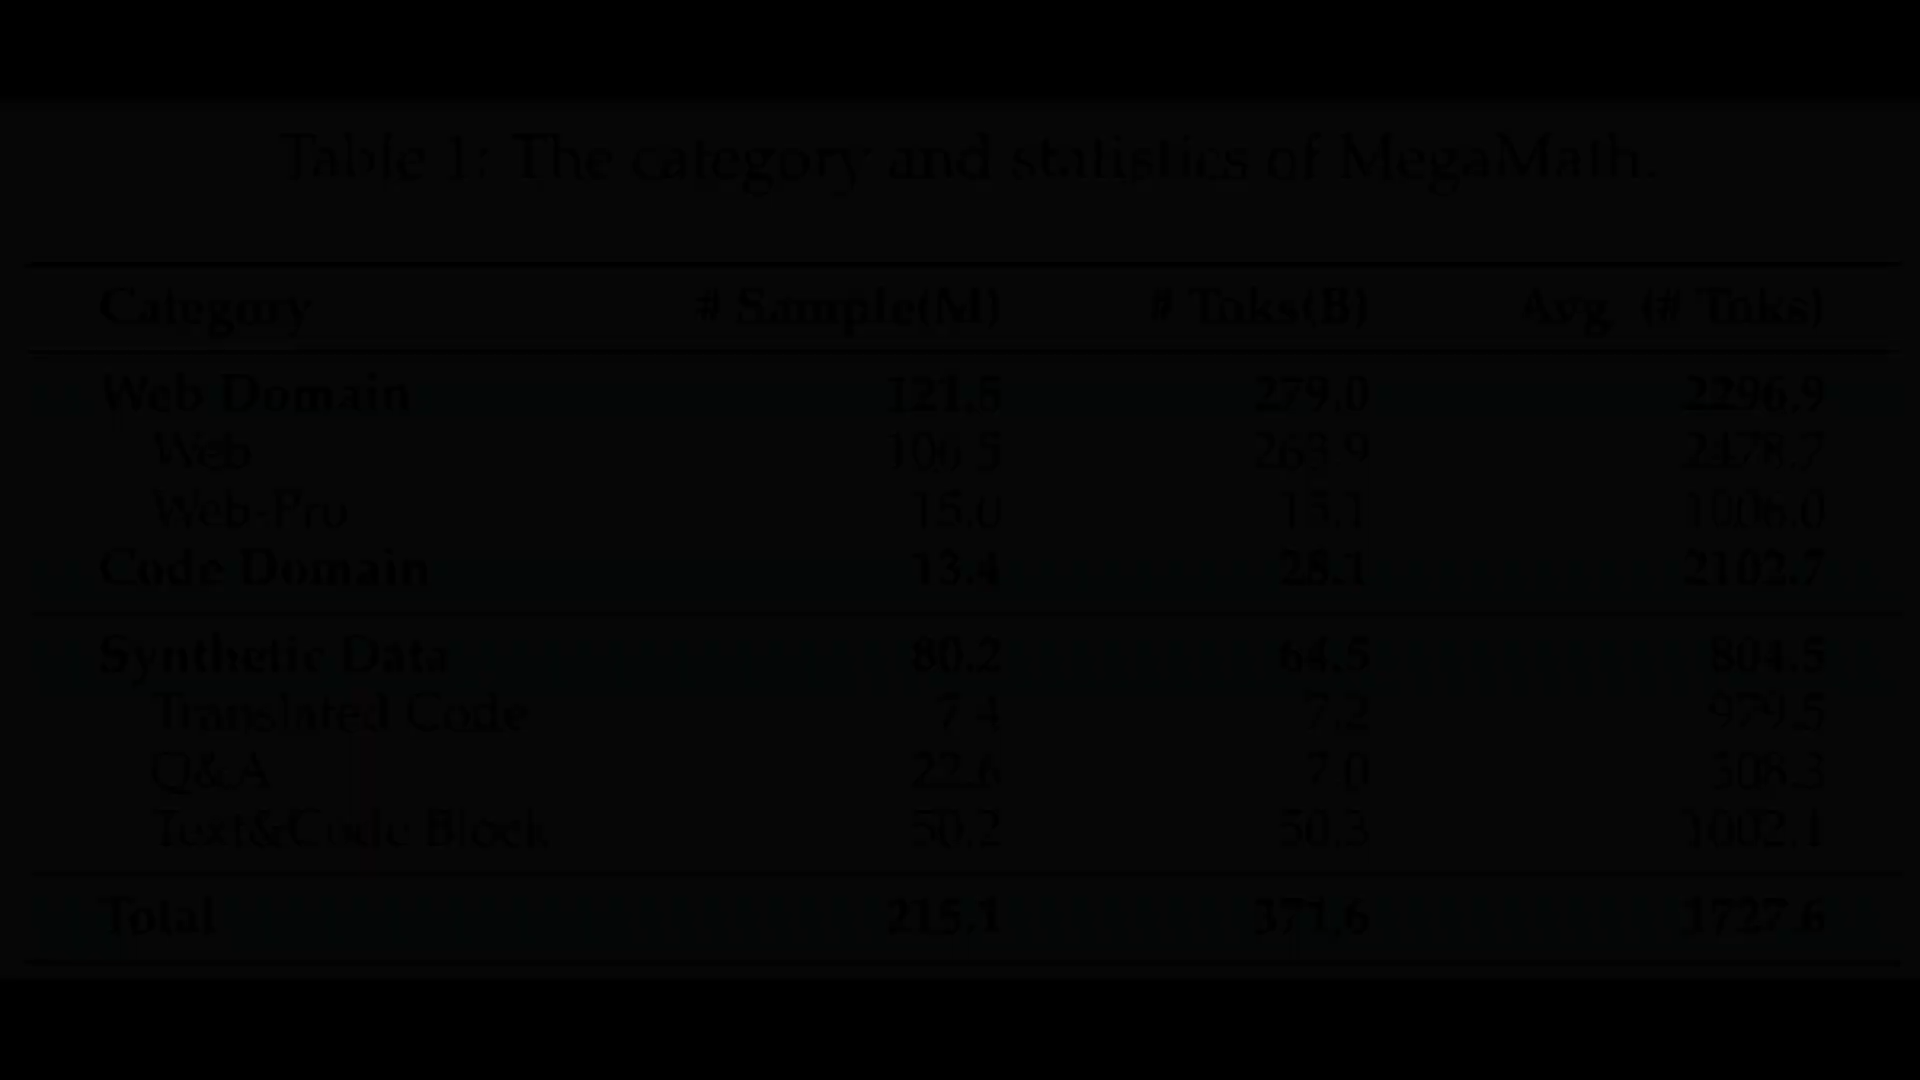 Table 1: The category and statistics of MegaMath.
Category # Sample(M) # Toks(B) Avg. (# Toks)
Web Domain 121.5 279.0 2296.9
Web 106.5 263.9 2478.7
Web-Pro 15.0 15.1 1006.0
Code Domain 13.4 28.1 2102.7
Synthetic Data 80.2 64.5 804.5
Translated Code 7.4 7.2 979.5
Q&A 22.6 7.0 308.3
Text&Code Block 50.2 50.3 1002.1
Total 215.1 371.6 1727.6